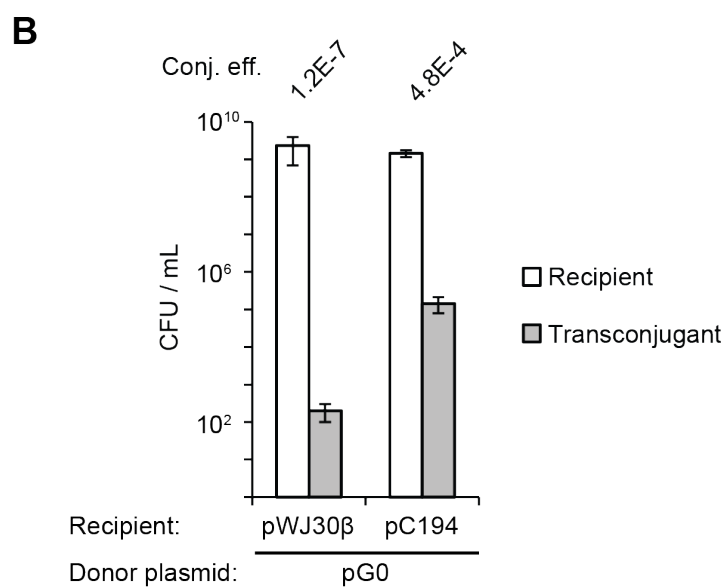 B
Conj. eff. 1.2E-7 4.8E-4
10¹⁰
10⁶
10²
CFU / mL
Recipient
Transconjugant
Recipient: pWJ30β pC194
Donor plasmid: pG0